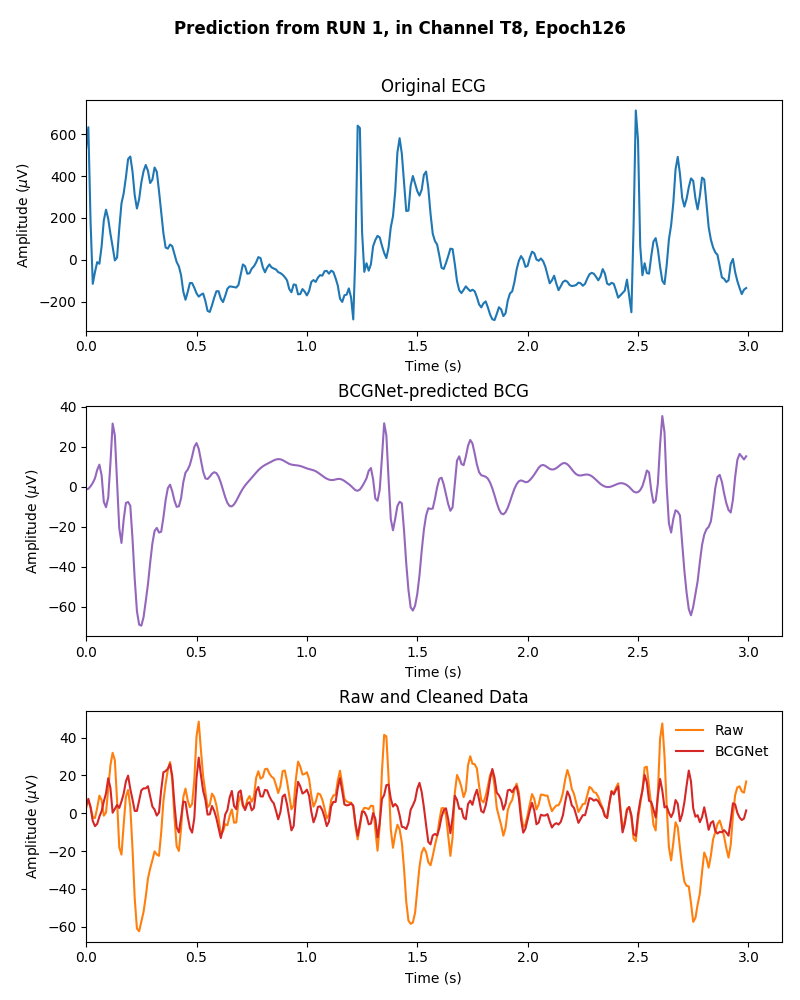 Prediction from RUN 1, in Channel T8, Epoch126
Original ECG
Amplitude (μV)
600
400
200
0
−200
0.0 0.5 1.0 1.5 2.0 2.5 3.0
Time (s)
BCGNet-predicted BCG
Amplitude (μV)
40
20
0
−20
−40
−60
0.0 0.5 1.0 1.5 2.0 2.5 3.0
Time (s)
Raw and Cleaned Data
Amplitude (μV)
40
20
0
−20
−40
−60
Raw
BCGNet
0.0 0.5 1.0 1.5 2.0 2.5 3.0
Time (s)